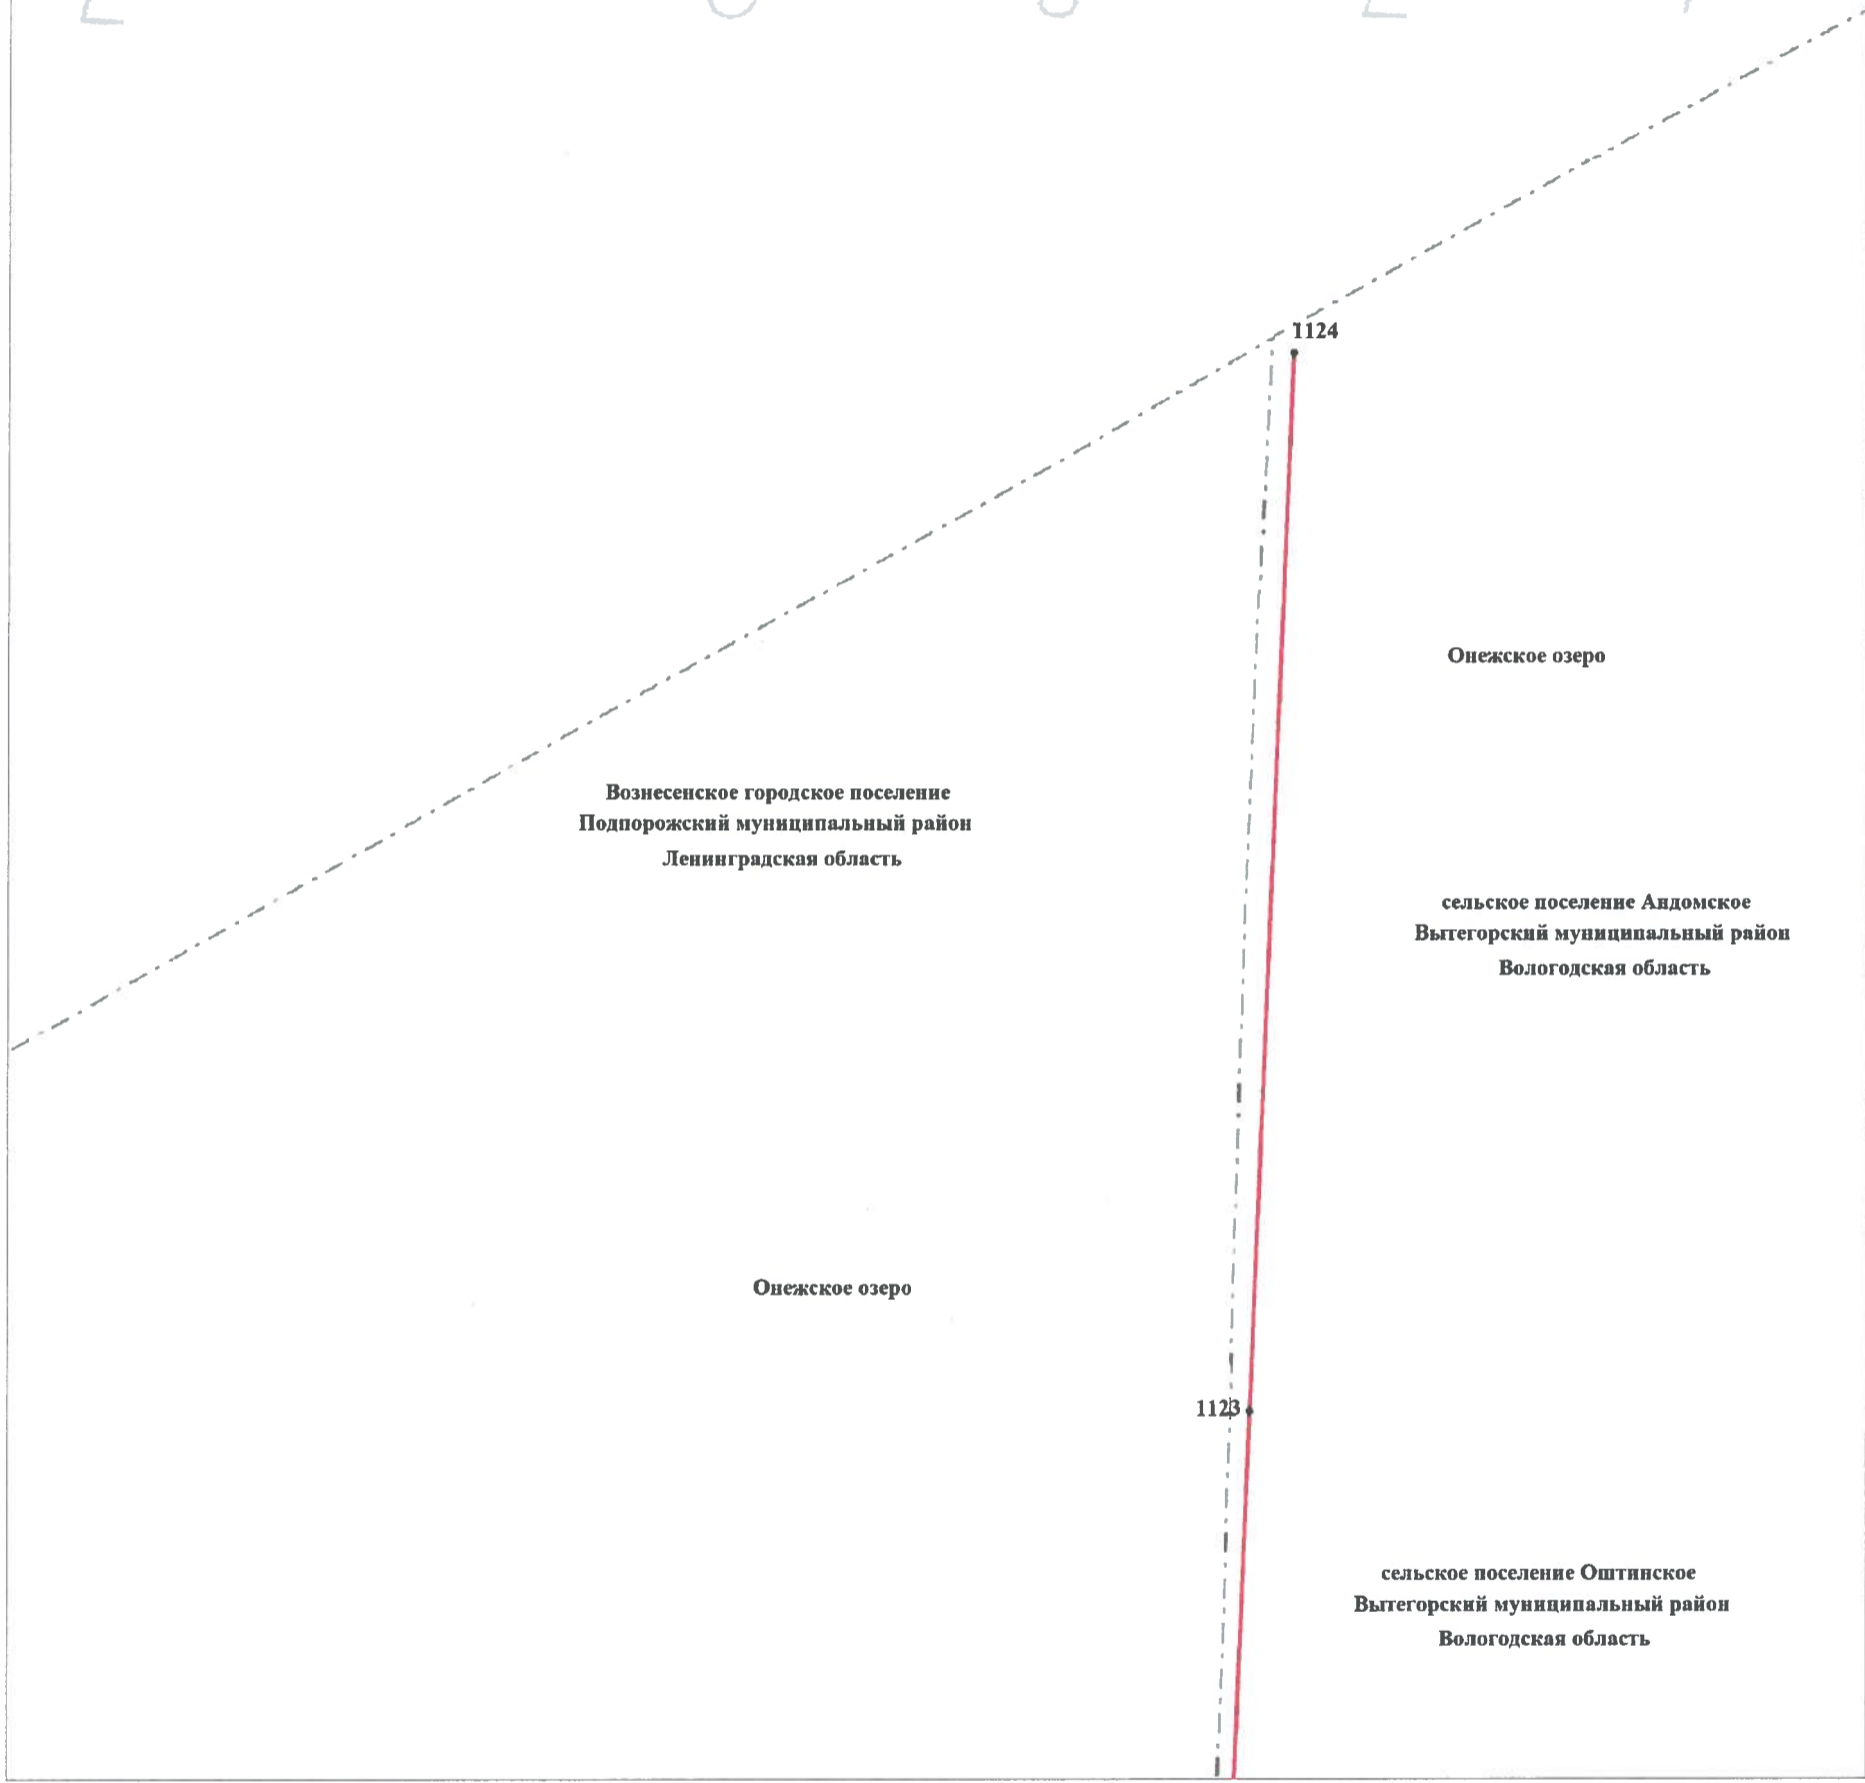 1124
Онежское озеро
Вознесенское городское поселение
Подпорожский муниципальный район
Ленинградская область
сельское поселение Андомское
Вытегорский муниципальный район
Вологодская область
Онежское озеро
1123
сельское поселение Оштинское
Вытегорский муниципальный район
Вологодская область